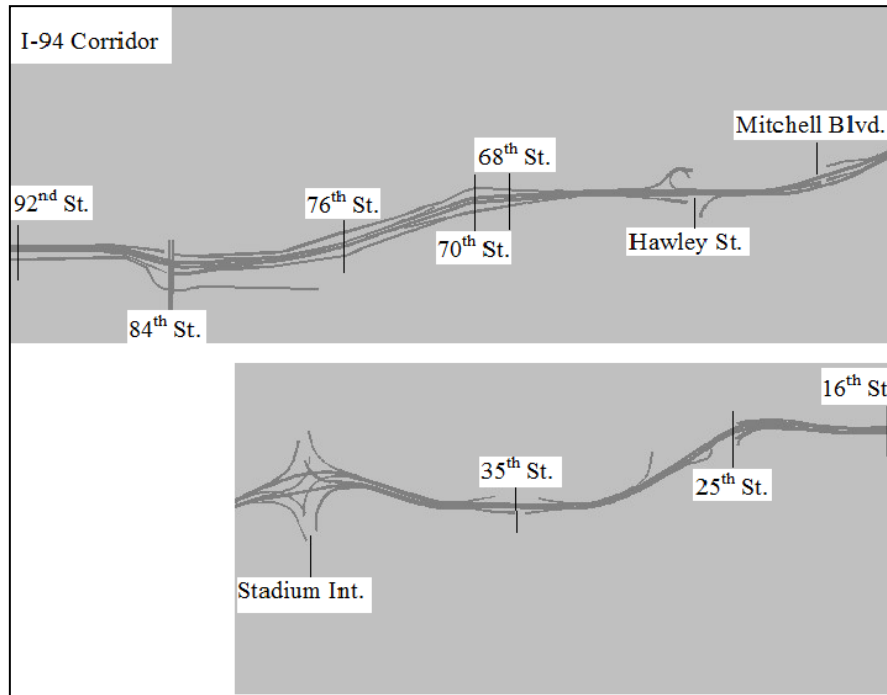 I-94 Corridor
Mitchell Blvd.
68th St.
92nd St.
76th St.
70th St.
Hawley St.
84th St.
16th St
35th St.
25th St.
Stadium Int.